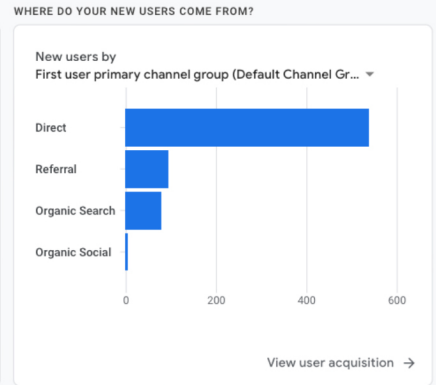 WHERE DO YOUR NEW USERS COME FROM?
New users by
First user primary channel group (Default Channel Gr...
Direct
Referral
Organic Search
Organic Social
0 200 400 600
View user acquisition